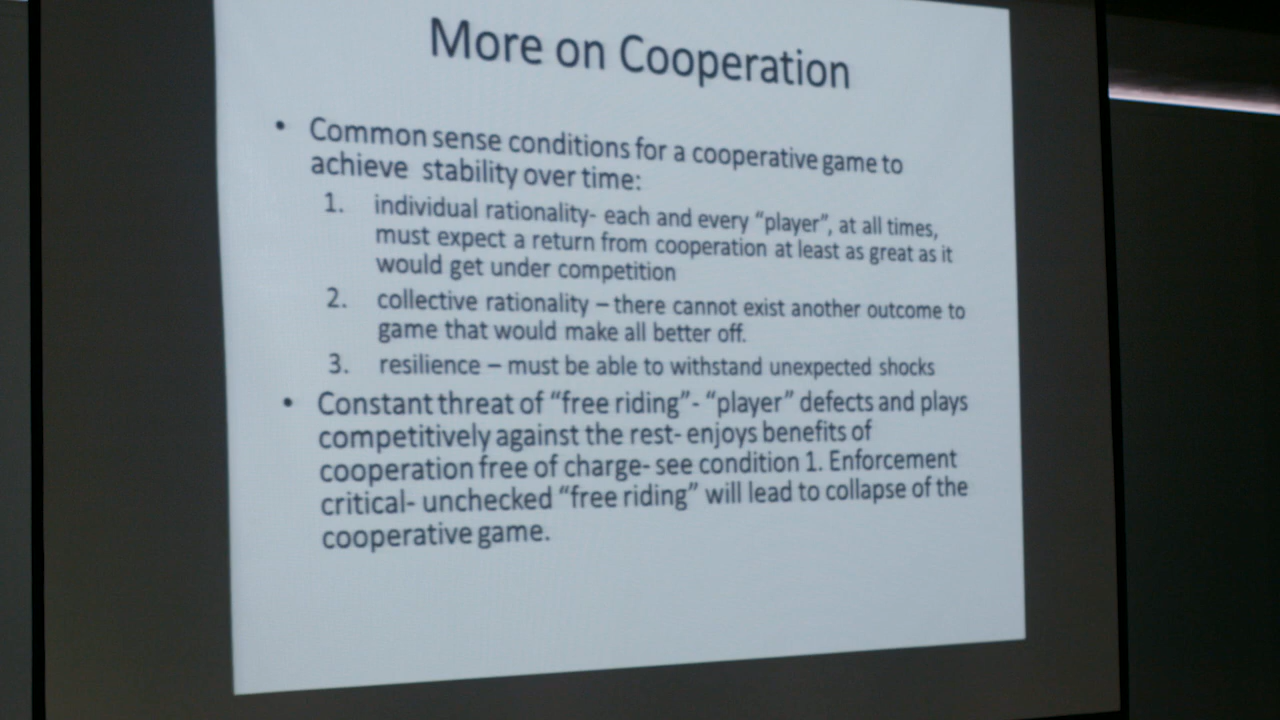 More on Cooperation
• Common sense conditions for a cooperative game to
achieve stability over time:
1. individual rationality- each and every “player”, at all times,
must expect a return from cooperation at least as great as it
would get under competition
2. collective rationality – there cannot exist another outcome to
game that would make all better off.
3. resilience – must be able to withstand unexpected shocks
• Constant threat of “free riding”- “player” defects and plays
competitively against the rest- enjoys benefits of
cooperation free of charge- see condition 1. Enforcement
critical- unchecked “free riding” will lead to collapse of the
cooperative game.